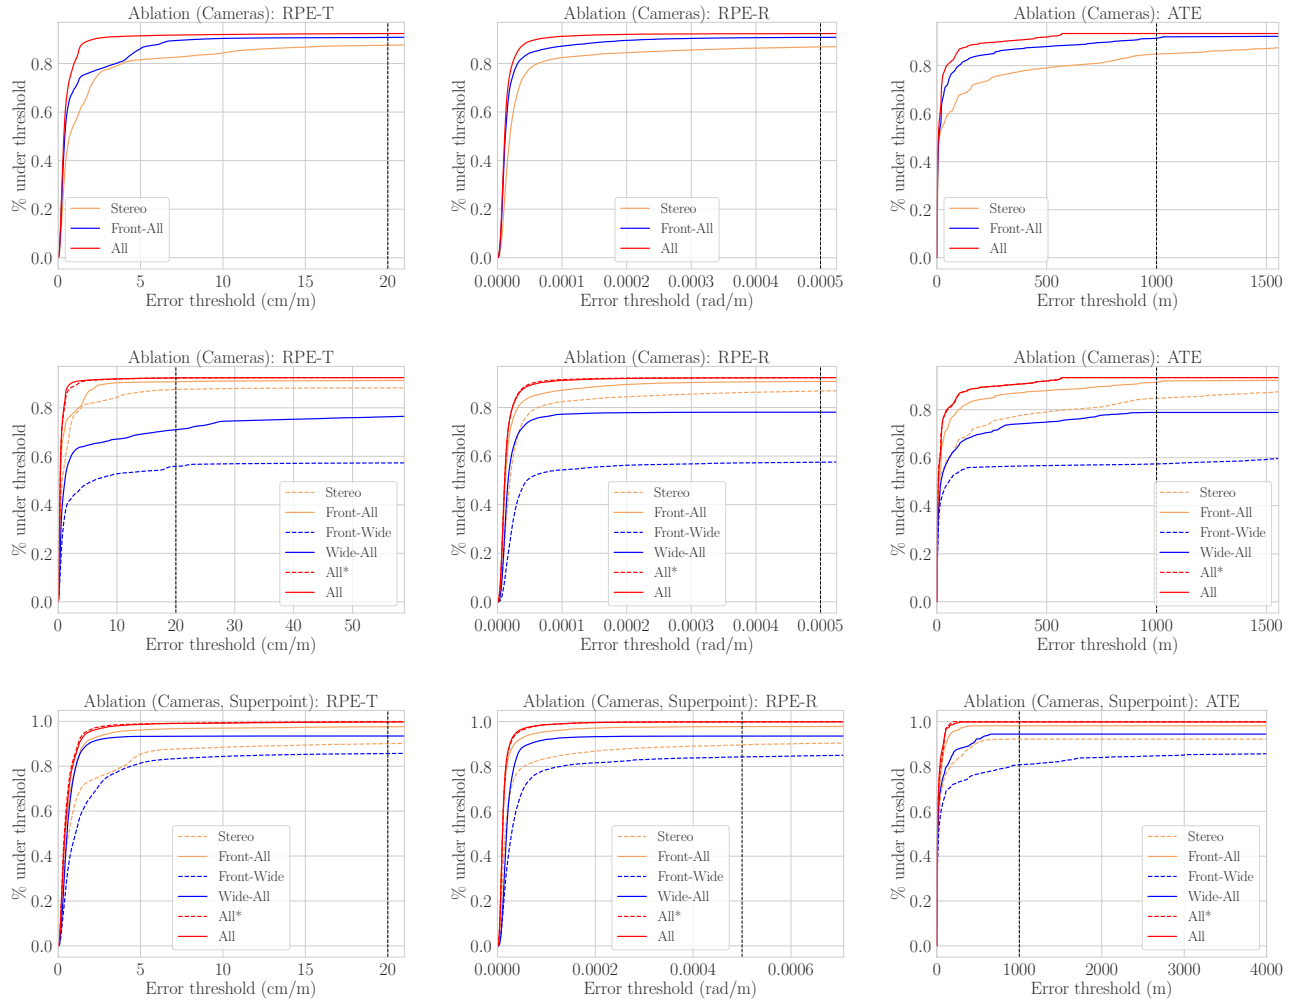 Ablation (Cameras): RPE-T
% under threshold
0.8
0.6
0.4
0.2
0.0
Stereo
Front-All
All
0 5 10 15 20
Error threshold (cm/m)
Ablation (Cameras): RPE-R
% under threshold
0.8
0.6
0.4
0.2
0.0
Stereo
Front-All
All
0.0000 0.0001 0.0002 0.0003 0.0004 0.0005
Error threshold (rad/m)
Ablation (Cameras): ATE
% under threshold
0.8
0.6
0.4
0.2
0.0
Stereo
Front-All
All
0 500 1000 1500
Error threshold (m)
Ablation (Cameras): RPE-T
% under threshold
0.8
0.6
0.4
0.2
0.0
Stereo
Front-All
Front-Wide
Wide-All
All*
All
0 10 20 30 40 50
Error threshold (cm/m)
Ablation (Cameras): RPE-R
% under threshold
0.8
0.6
0.4
0.2
0.0
Stereo
Front-All
Front-Wide
Wide-All
All*
All
0.0000 0.0001 0.0002 0.0003 0.0004 0.0005
Error threshold (rad/m)
Ablation (Cameras): ATE
% under threshold
0.8
0.6
0.4
0.2
0.0
Stereo
Front-All
Front-Wide
Wide-All
All*
All
0 500 1000 1500
Error threshold (m)
Ablation (Cameras, Superpoint): RPE-T
% under threshold
1.0
0.8
0.6
0.4
0.2
0.0
Stereo
Front-All
Front-Wide
Wide-All
All*
All
0 5 10 15 20
Error threshold (cm/m)
Ablation (Cameras, Superpoint): RPE-R
% under threshold
1.0
0.8
0.6
0.4
0.2
0.0
Stereo
Front-All
Front-Wide
Wide-All
All*
All
0.0000 0.0002 0.0004 0.0006
Error threshold (rad/m)
Ablation (Cameras, Superpoint): ATE
% under threshold
1.0
0.8
0.6
0.4
0.2
0.0
Stereo
Front-All
Front-Wide
Wide-All
All*
All
0 1000 2000 3000 4000
Error threshold (m)